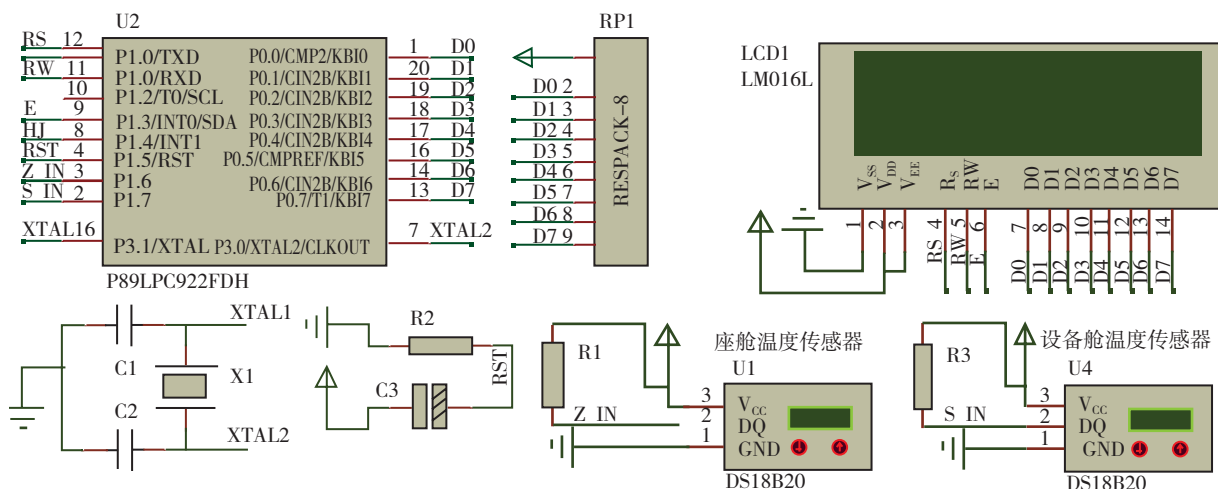 U2
RS 12 P1.0/TXD P0.0/CMP2/KBI0 1 D0
RW 11 P1.0/RXD P0.1/CIN2B/KBI1 20 D1
10 P1.2/T0/SCL P0.2/CIN2B/KBI2 19 D2
E 9 P1.3/INT0/SDA P0.3/CIN2B/KBI3 18 D3
HJ 8 P1.4/INT1 P0.4/CIN2B/KBI4 17 D4
RST 4 P1.5/RST P0.5/CMPREF/KBI5 16 D5
Z IN 3 P1.6 P0.6/CIN2B/KBI6 14 D6
S IN 2 P1.7 P0.7/T1/KBI7 13 D7
XTAL16 P3.1/XTAL P3.0/XTAL2/CLKOUT 7 XTAL2
P89LPC922FDH
RP1
D0 2
D1 3
D2 4
D3 5
D4 6
D5 7
D6 8
D7 9
RESPACK-8
LCD1
LM016L
VSS VDD VEE RS RW E D0 D1 D2 D3 D4 D5 D6 D7
1 2 3 4 5 6 7 8 9 10 11 12 13 14
RS RW E D0 D1 D2 D3 D4 D5 D6 D7
XTAL1
C1
X1
C2
XTAL2
R2
C3
RST
座舱温度传感器
R1
U1
3 VCC
Z IN 2 DQ
1 GND
DS18B20
设备舱温度传感器
R3
U4
3 VCC
S IN 2 DQ
1 GND
DS18B20